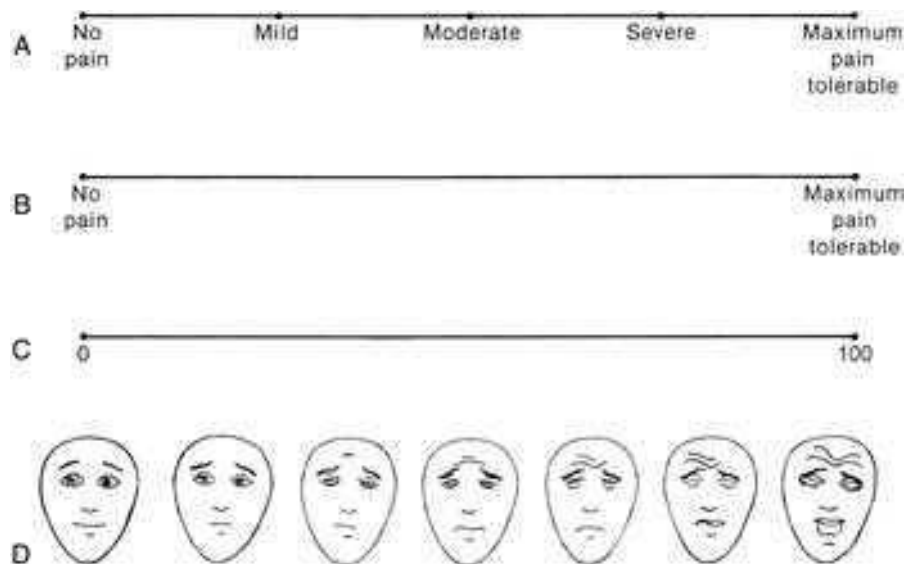 A
No Mild Moderate Severe Maximum
pain pain
tolerable
B
No Maximum
pain pain
tolerable
C
0 100
D